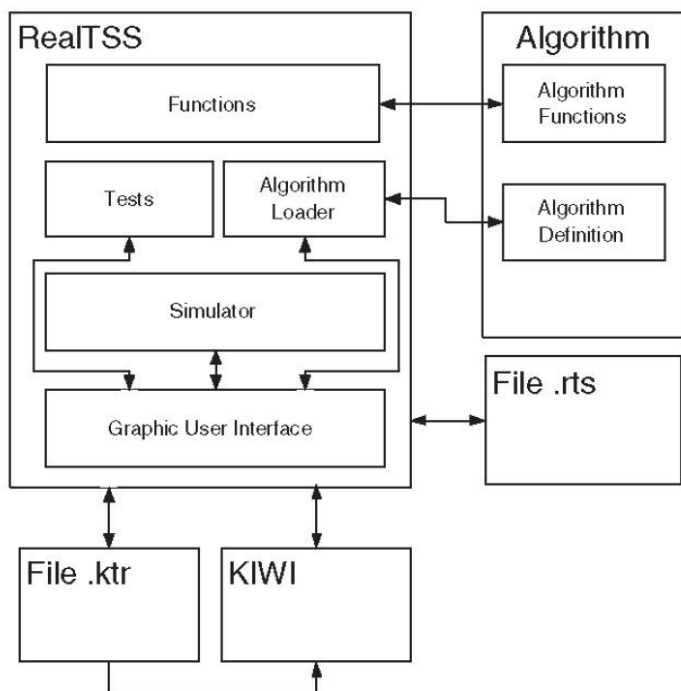 RealTSS
Functions
Tests
Algorithm
Loader
Simulator
Graphic User Interface
Algorithm
Algorithm
Functions
Algorithm
Definition
File .rts
File .ktr
KIWI